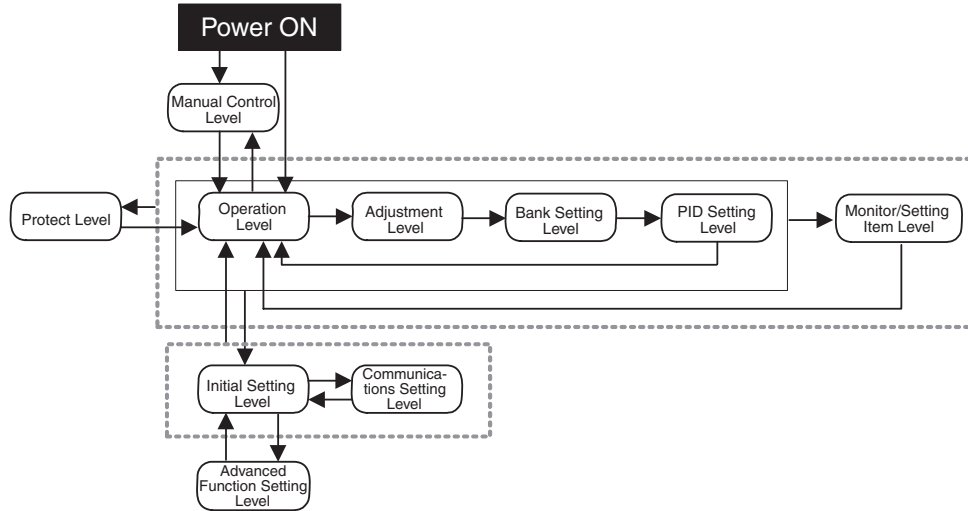 Power ON
Manual Control
Level
Protect Level
Operation
Level
Adjustment
Level
Bank Setting
Level
PID Setting
Level
Monitor/Setting
Item Level
Initial Setting
Level
Communica-
tions Setting
Level
Advanced
Function Setting
Level